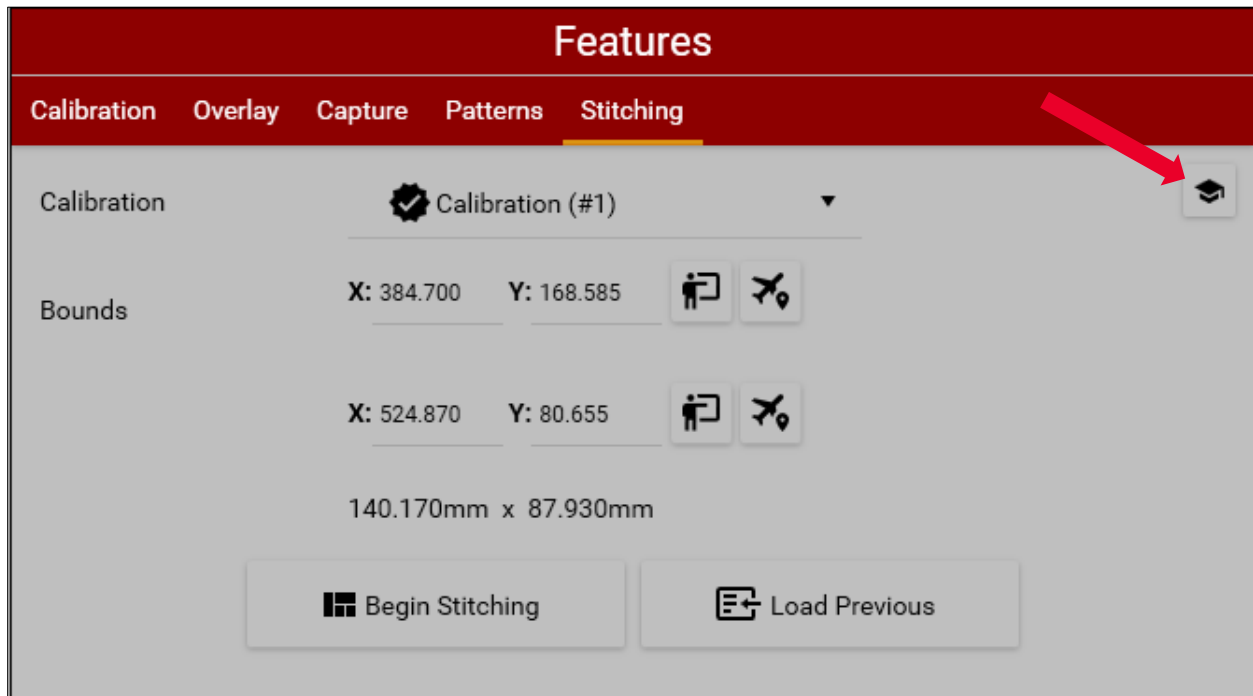 Features
Calibration Overlay Capture Patterns Stitching
Calibration Calibration (#1)
Bounds X: 384.700 Y: 168.585
X: 524.870 Y: 80.655
140.170mm x 87.930mm
Begin Stitching Load Previous